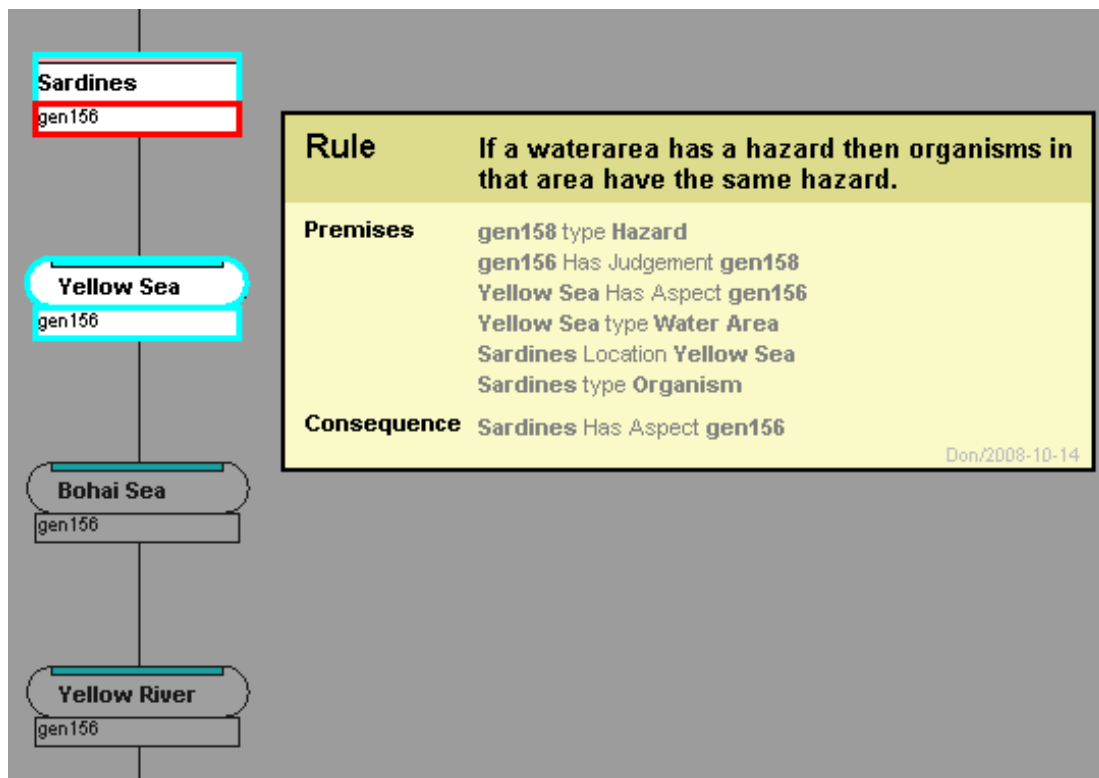 Sardines
gen156
Yellow Sea
gen156
Bohai Sea
gen156
Yellow River
gen156
Rule If a waterarea has a hazard then organisms in
that area have the same hazard.
Premises gen158 type Hazard
gen156 Has Judgement gen158
Yellow Sea Has Aspect gen156
Yellow Sea type Water Area
Sardines Location Yellow Sea
Sardines type Organism
Consequence Sardines Has Aspect gen156
Don/2008-10-14